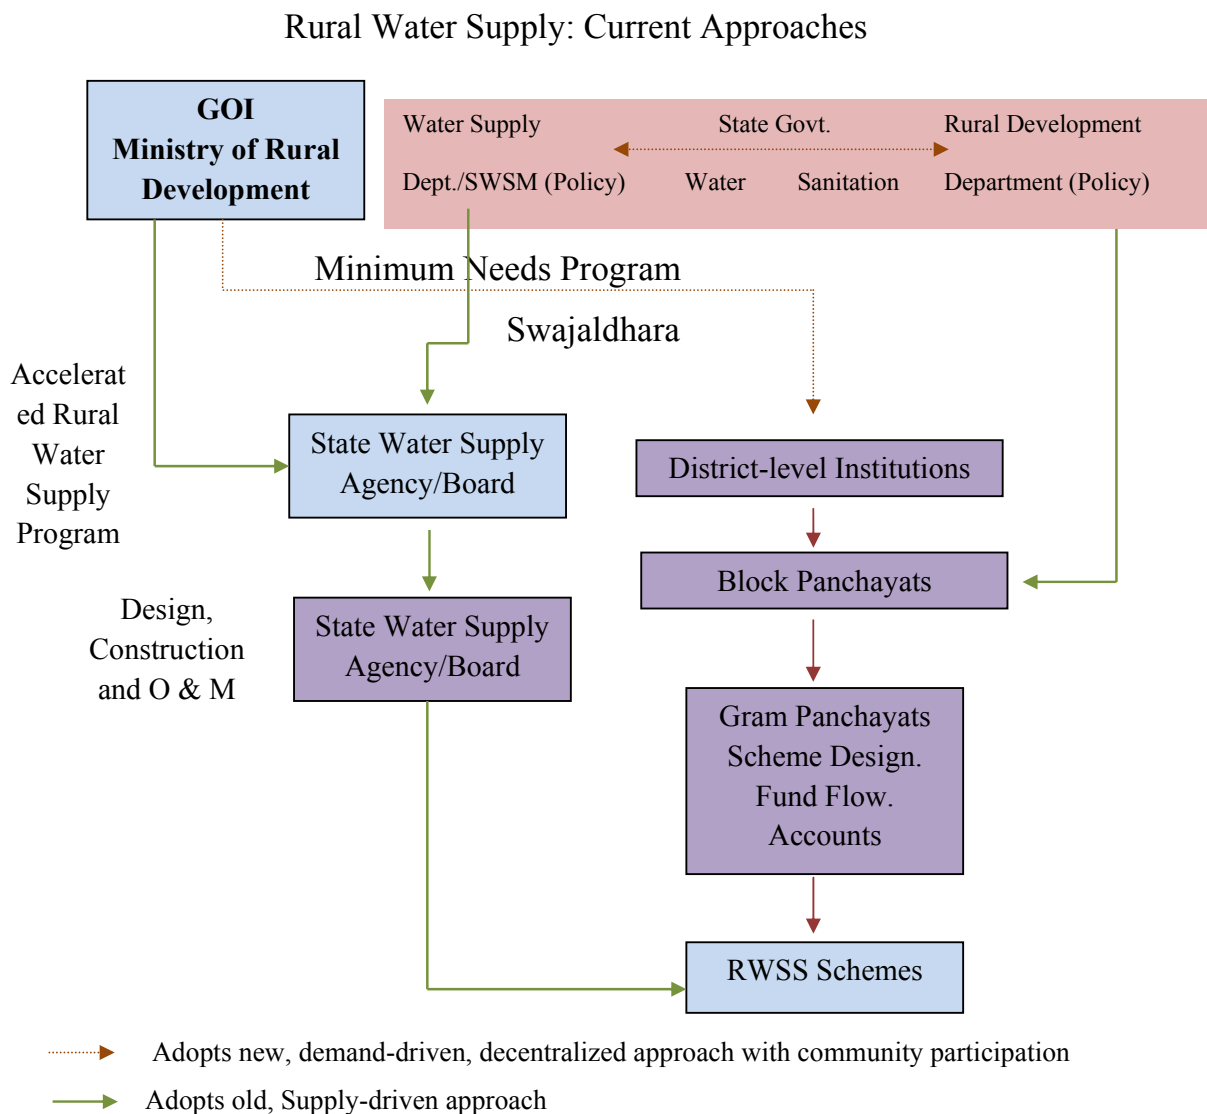 Rural Water Supply: Current Approaches
GOI
Ministry of Rural
Development
Water Supply State Govt. Rural Development
Dept./SWSM (Policy) Water Sanitation Department (Policy)
Minimum Needs Program
Swajaldhara
Accelerat
ed Rural
Water
Supply
Program
State Water Supply
Agency/Board
District-level Institutions
Block Panchayats
Design,
Construction
and O & M
State Water Supply
Agency/Board
Gram Panchayats
Scheme Design.
Fund Flow.
Accounts
RWSS Schemes
Adopts new, demand-driven, decentralized approach with community participation
Adopts old, Supply-driven approach